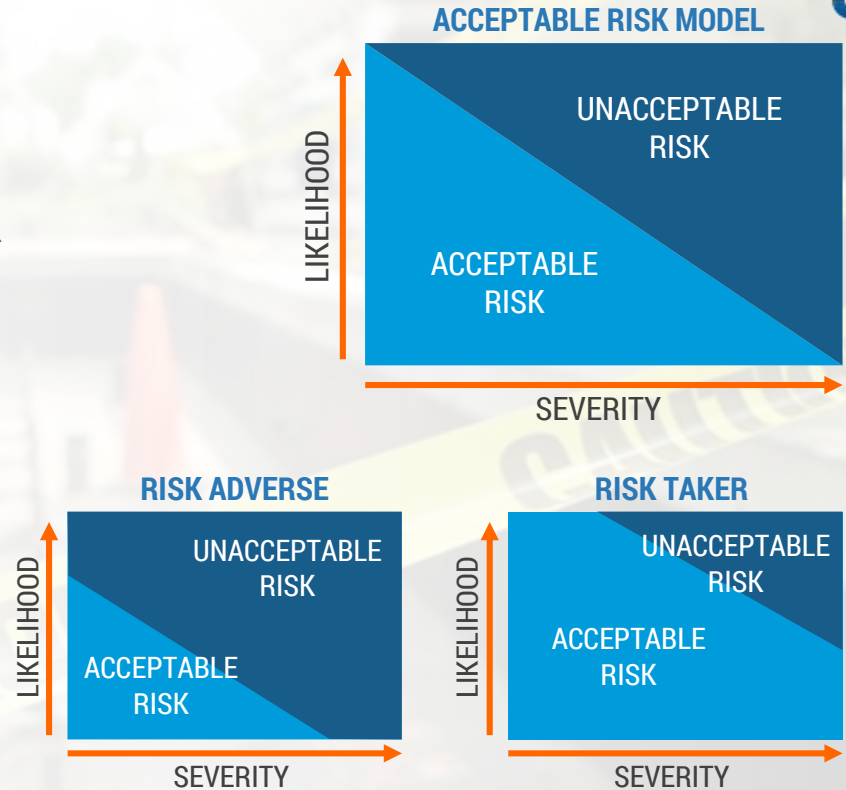 ACCEPTABLE RISK MODEL
LIKELIHOOD
UNACCEPTABLE
RISK
ACCEPTABLE
RISK
SEVERITY
CAUTI
RISK ADVERSE
LIKELIHOOD
UNACCEPTABLE
RISK
ACCEPTABLE
RISK
SEVERITY
RISK TAKER
LIKELIHOOD
UNACCEPTABLE
RISK
ACCEPTABLE
RISK
SEVERITY